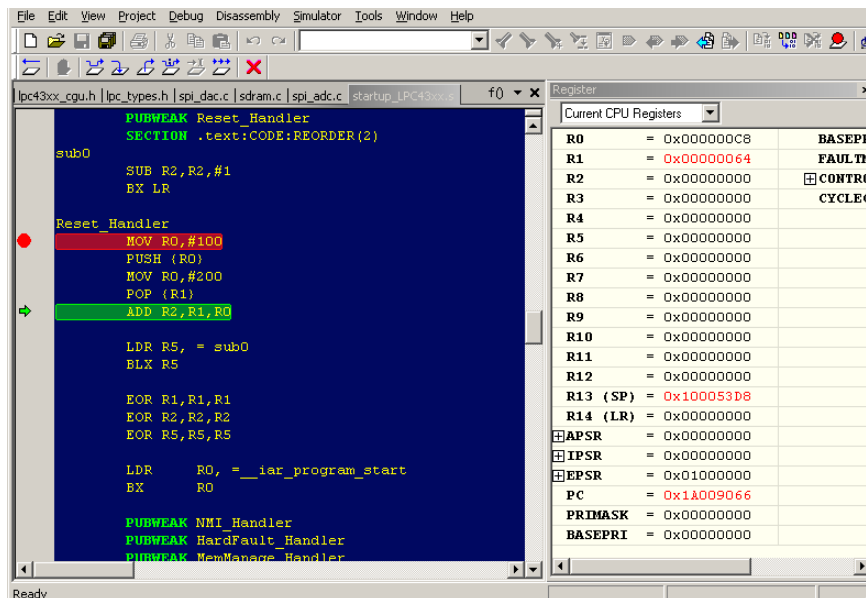 File Edit View Project Debug Disassembly Simulator Tools Window Help
lpc43xx_cgu.h | lpc_types.h | spi_dac.c | sdram.c | spi_adc.c | startup_LPC43xx.s f()
PUBWEAK Reset_Handler
SECTION .text:CODE:REORDER(2)
sub0
SUB R2,R2,#1
BX LR
Reset_Handler
MOV R0,#100
PUSH {R0}
MOV R0,#200
POP {R1}
ADD R2,R1,R0
LDR R5, = sub0
BLX R5
EOR R1,R1,R1
EOR R2,R2,R2
EOR R5,R5,R5
LDR R0, =__iar_program_start
BX R0
PUBWEAK NMI_Handler
PUBWEAK HardFault_Handler
PUBWEAK MemManage_Handler
Ready
Register
Current CPU Registers
R0 = 0x000000C8 BASEPR
R1 = 0x00000064 FAULTM
R2 = 0x00000000 CONTRO
R3 = 0x00000000 CYCLEC
R4 = 0x00000000
R5 = 0x00000000
R6 = 0x00000000
R7 = 0x00000000
R8 = 0x00000000
R9 = 0x00000000
R10 = 0x00000000
R11 = 0x00000000
R12 = 0x00000000
R13 (SP) = 0x100053D8
R14 (LR) = 0x00000000
APSR = 0x00000000
IPSR = 0x00000000
EPSR = 0x01000000
PC = 0x1A009066
PRIMASK = 0x00000000
BASEPRI = 0x00000000